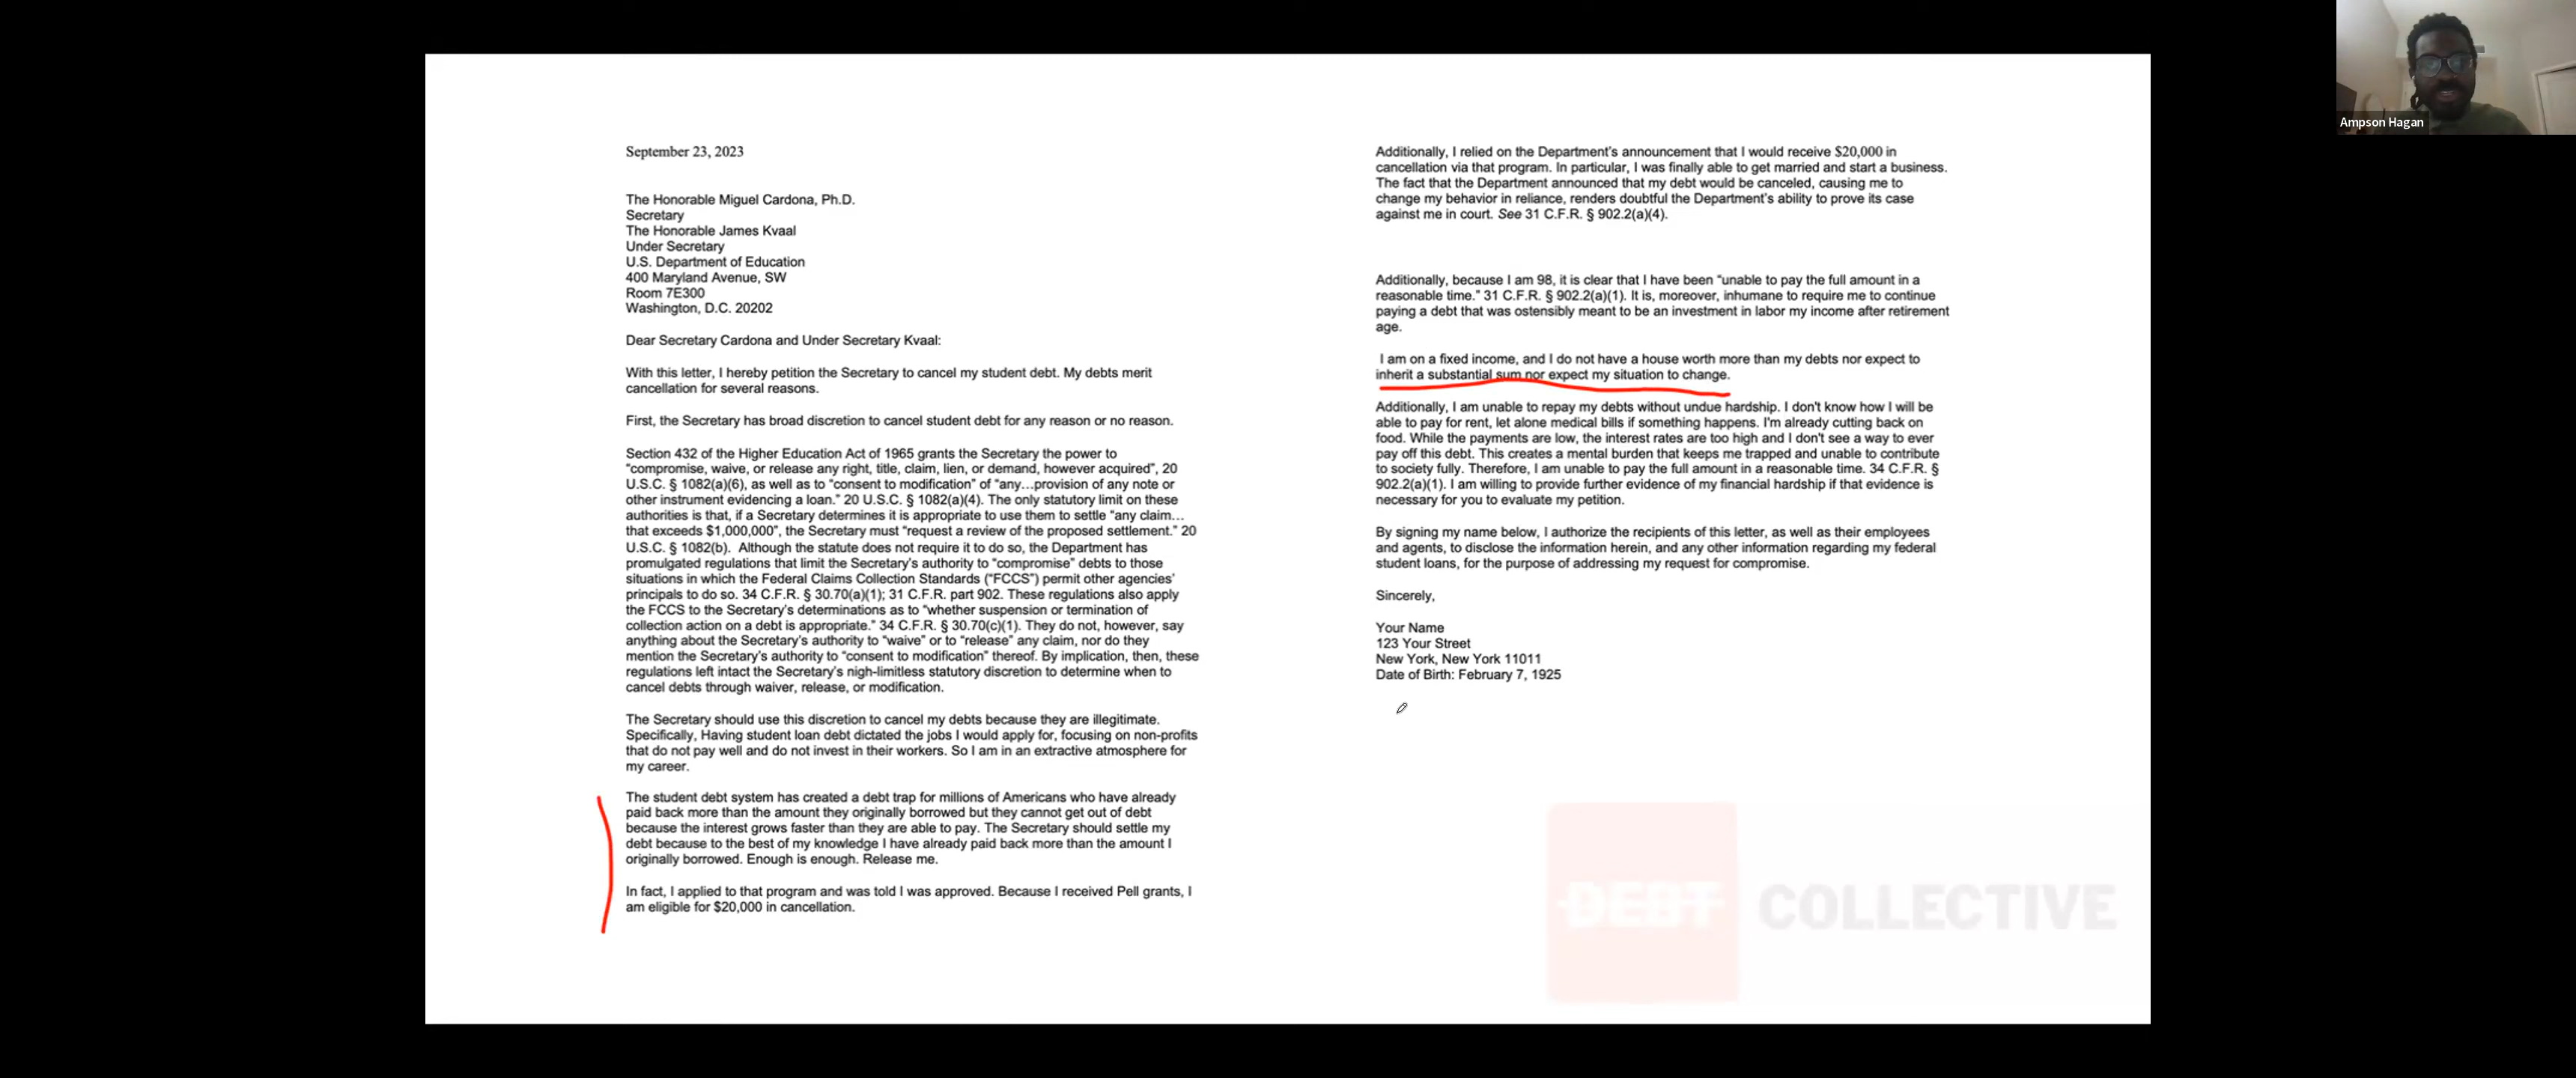 September 23, 2023
The Honorable Miguel Cardona, Ph.D.
Secretary
The Honorable James Kvaal
Under Secretary
U.S. Department of Education
400 Maryland Avenue, SW
Room 7E300
Washington, D.C. 20202
Dear Secretary Cardona and Under Secretary Kvaal:
With this letter, I hereby petition the Secretary to cancel my student debt. My debts merit
cancellation for several reasons.
First, the Secretary has broad discretion to cancel student debt for any reason or no reason.
Section 432 of the Higher Education Act of 1965 grants the Secretary the power to
“compromise, waive, or release any right, title, claim, lien, or demand, however acquired”, 20
U.S.C. § 1082(a)(6), as well as to “consent to modification” of “any…provision of any note or
other instrument evidencing a loan.” 20 U.S.C. § 1082(a)(4). The only statutory limit on these
authorities is that, if a Secretary determines it is appropriate to use them to settle “any claim…
that exceeds $1,000,000”, the Secretary must “request a review of the proposed settlement.” 20
U.S.C. § 1082(b). Although the statute does not require it to do so, the Department has
promulgated regulations that limit the Secretary’s authority to “compromise” debts to those
situations in which the Federal Claims Collection Standards (“FCCS”) permit other agencies’
principals to do so. 34 C.F.R. § 30.70(a)(1); 31 C.F.R. part 902. These regulations also apply
the FCCS to the Secretary’s determinations as to “whether suspension or termination of
collection action on a debt is appropriate.” 34 C.F.R. § 30.70(c)(1). They do not, however, say
anything about the Secretary’s authority to “waive” or to “release” any claim, nor do they
mention the Secretary’s authority to “consent to modification” thereof. By implication, then, these
regulations left intact the Secretary’s nigh-limitless statutory discretion to determine when to
cancel debts through waiver, release, or modification.
The Secretary should use this discretion to cancel my debts because they are illegitimate.
Specifically, Having student loan debt dictated the jobs I would apply for, focusing on non-profits
that do not pay well and do not invest in their workers. So I am in an extractive atmosphere for
my career.
The student debt system has created a debt trap for millions of Americans who have already
paid back more than the amount they originally borrowed but they cannot get out of debt
because the interest grows faster than they are able to pay. The Secretary should settle my
debt because to the best of my knowledge I have already paid back more than the amount I
originally borrowed. Enough is enough. Release me.
In fact, I applied to that program and was told I was approved. Because I received Pell grants, I
am eligible for $20,000 in cancellation.
Additionally, I relied on the Department’s announcement that I would receive $20,000 in
cancellation via that program. In particular, I was finally able to get married and start a business.
The fact that the Department announced that my debt would be canceled, causing me to
change my behavior in reliance, renders doubtful the Department’s ability to prove its case
against me in court. See 31 C.F.R. § 902.2(a)(4).
Additionally, because I am 98, it is clear that I have been “unable to pay the full amount in a
reasonable time.” 31 C.F.R. § 902.2(a)(1). It is, moreover, inhumane to require me to continue
paying a debt that was ostensibly meant to be an investment in labor my income after retirement
age.
I am on a fixed income, and I do not have a house worth more than my debts nor expect to
inherit a substantial sum nor expect my situation to change.
Additionally, I am unable to repay my debts without undue hardship. I don't know how I will be
able to pay for rent, let alone medical bills if something happens. I'm already cutting back on
food. While the payments are low, the interest rates are too high and I don't see a way to ever
pay off this debt. This creates a mental burden that keeps me trapped and unable to contribute
to society fully. Therefore, I am unable to pay the full amount in a reasonable time. 34 C.F.R. §
902.2(a)(1). I am willing to provide further evidence of my financial hardship if that evidence is
necessary for you to evaluate my petition.
By signing my name below, I authorize the recipients of this letter, as well as their employees
and agents, to disclose the information herein, and any other information regarding my federal
student loans, for the purpose of addressing my request for compromise.
Sincerely,
Your Name
123 Your Street
New York, New York 11011
Date of Birth: February 7, 1925
DEBT COLLECTIVE
Ampson Hagan